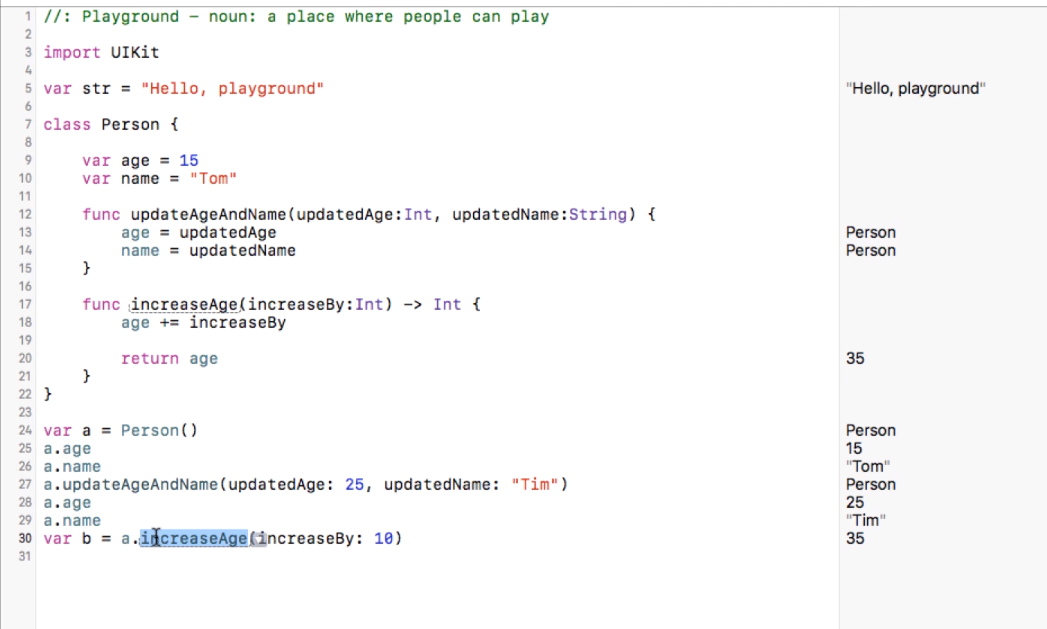 1 //: Playground – noun: a place where people can play "
2
3 import UIKit
4
5 var str = "Hello, playground" "Hello, playground"
6
7 class Person {
8
9 var age = 15
10 var name = "Tom"
11
12 func updateAgeAndName(updatedAge:Int, updatedName:String) {
13 age = updatedAge Person
14 name = updatedName Person
15 }
16
17 func increaseAge(increaseBy:Int) -> Int {
18 age += increaseBy
19
20 return age 35
21 }
22 }
23
24 var a = Person() Person
25 a.age 15
26 a.name "Tom"
27 a.updateAgeAndName(updatedAge: 25, updatedName: "Tim") Person
28 a.age 25
29 a.name "Tim"
30 var b = a.increaseAge(increaseBy: 10) 35
31